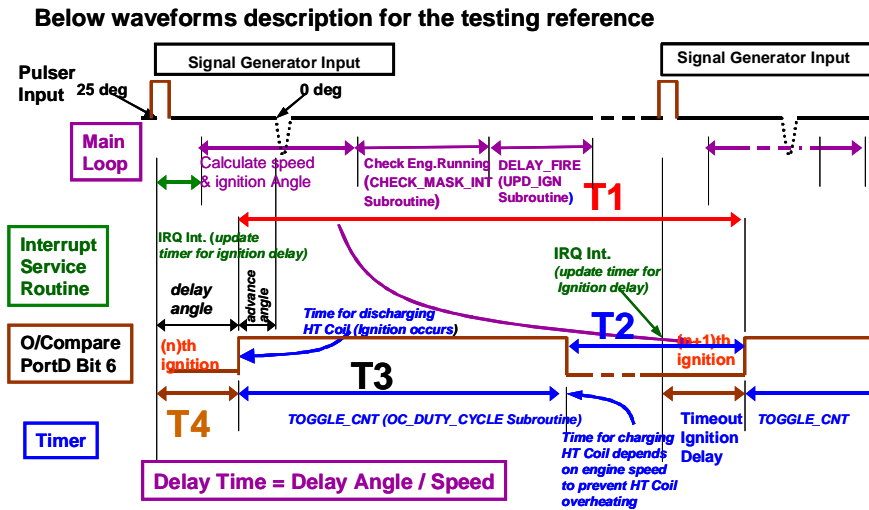 Below waveforms description for the testing reference
Signal Generator Input
Signal Generator Input
Pulser
Input
25 deg
0 deg
Main
Loop
Calculate speed
& ignition Angle
Check Eng.Running
(CHECK_MASK_INT
Subroutine)
DELAY_FIRE
(UPD_IGN
Subroutine)
T1
Interrupt
Service
Routine
IRQ Int. (update
timer for ignition delay)
IRQ Int.
(update timer for
Ignition delay)
delay
angle
advance
angle
Time for discharging
HT Coil (Ignition occurs)
T2
O/Compare
PortD Bit 6
(n)th
ignition
(n+1)th
ignition
T3
T4
Timer
TOGGLE_CNT (OC_DUTY_CYCLE Subroutine)
Time for charging
HT Coil depends
on engine speed
to prevent HT Coil
overheating
Timeout
Ignition
Delay
TOGGLE_CNT
Delay Time = Delay Angle / Speed